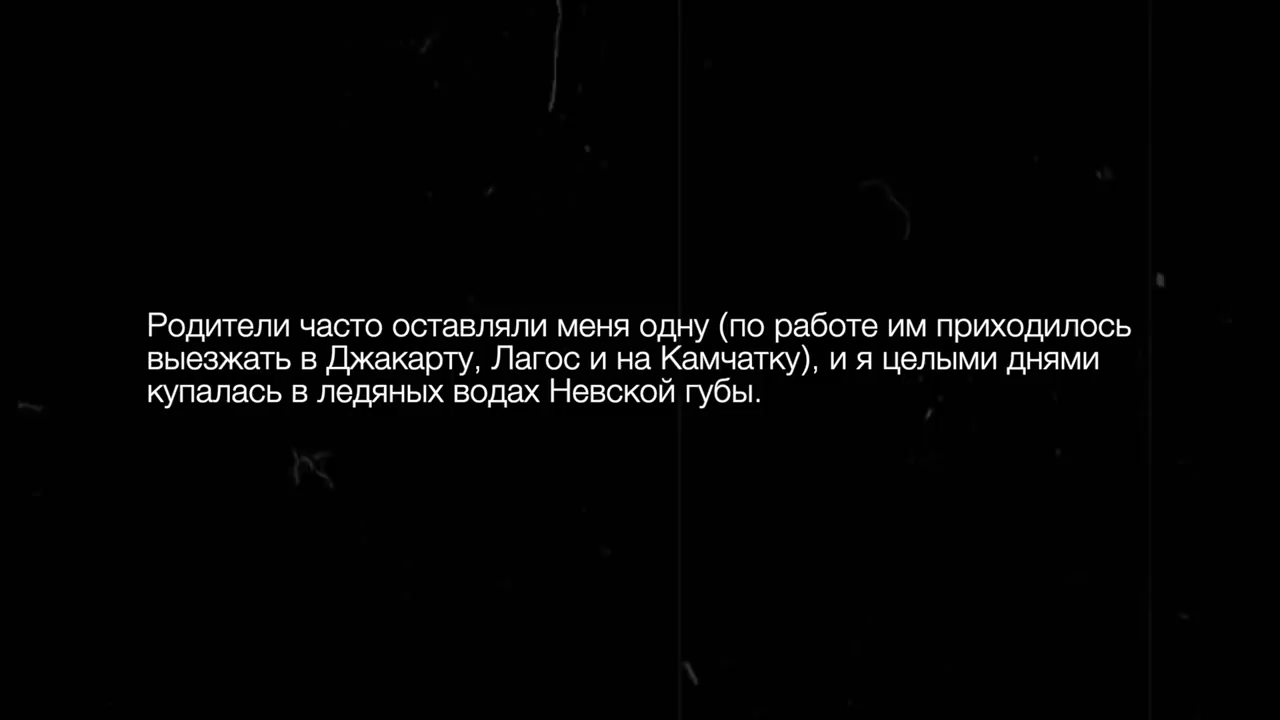 Родители часто оставляли меня одну (по работе им приходилось
выезжать в Джакарту, Лагос и на Камчатку), и я целыми днями
купалась в ледяных водах Невской губы.